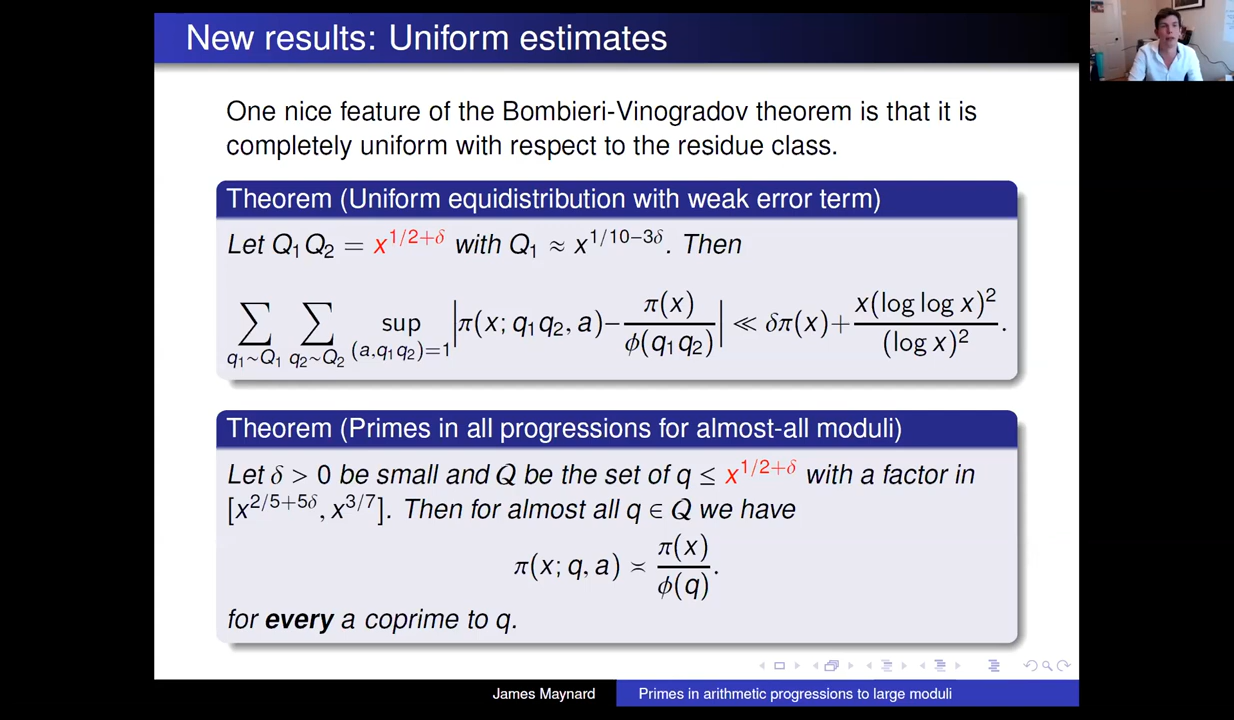 New results: Uniform estimates
One nice feature of the Bombieri-Vinogradov theorem is that it is
completely uniform with respect to the residue class.
Theorem (Uniform equidistribution with weak error term)
Let Q₁Q₂ = x^{1/2+δ} with Q₁ ≈ x^{1/10−3δ}. Then
∑_{q₁∼Q₁} ∑_{q₂∼Q₂} sup_{(a,q₁q₂)=1} |π(x; q₁q₂, a) − π(x)/ϕ(q₁q₂)| ≪ δπ(x) + x(log log x)²/(log x)².
Theorem (Primes in all progressions for almost-all moduli)
Let δ > 0 be small and Q be the set of q ≤ x^{1/2+δ} with a factor in
[x^{2/5+5δ}, x^{3/7}]. Then for almost all q ∈ Q we have
π(x; q, a) ≍ π(x)/ϕ(q).
for every a coprime to q.
James Maynard
Primes in arithmetic progressions to large moduli